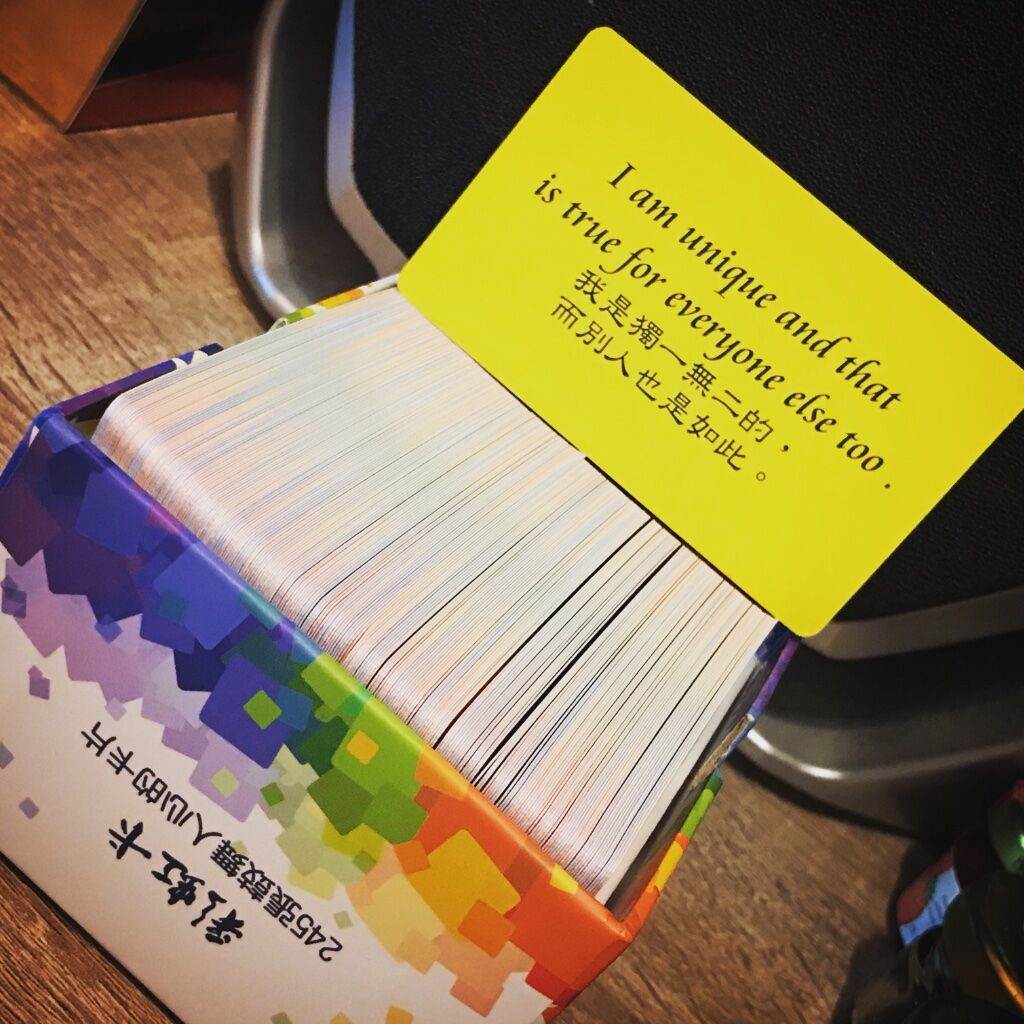 I am unique and that
is true for everyone else too.
我是獨一無二的，
而別人也是如此。
彩虹卡
245張鼓舞人心的卡片